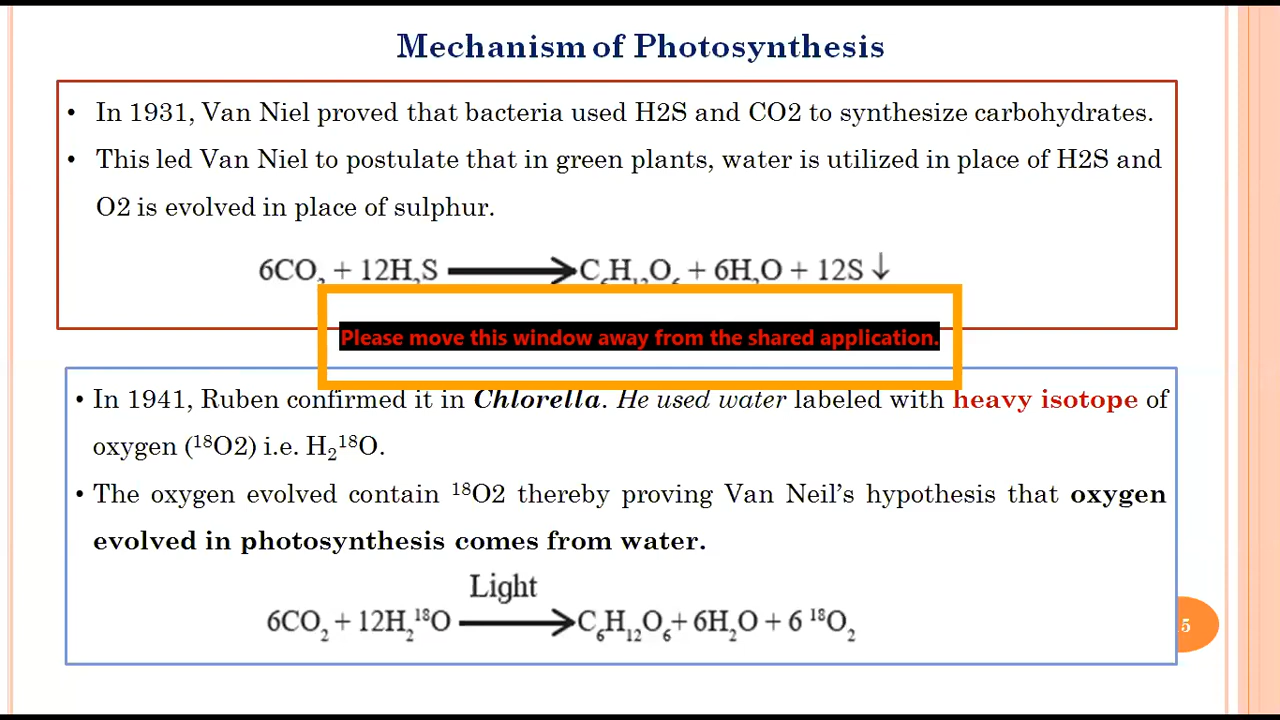 Mechanism of Photosynthesis
• In 1931, Van Niel proved that bacteria used H2S and CO2 to synthesize carbohydrates.
• This led Van Niel to postulate that in green plants, water is utilized in place of H2S and
O2 is evolved in place of sulphur.
6CO₂ + 12H₂S ⟶ C₆H₁₂O₆ + 6H₂O + 12S ↓
Please move this window away from the shared application.
• In 1941, Ruben confirmed it in Chlorella. He used water labeled with heavy isotope of
oxygen (¹⁸O2) i.e. H₂¹⁸O.
• The oxygen evolved contain ¹⁸O2 thereby proving Van Neil’s hypothesis that oxygen
evolved in photosynthesis comes from water.
Light
6CO₂ + 12H₂¹⁸O ⟶ C₆H₁₂O₆+ 6H₂O + 6 ¹⁸O₂
5